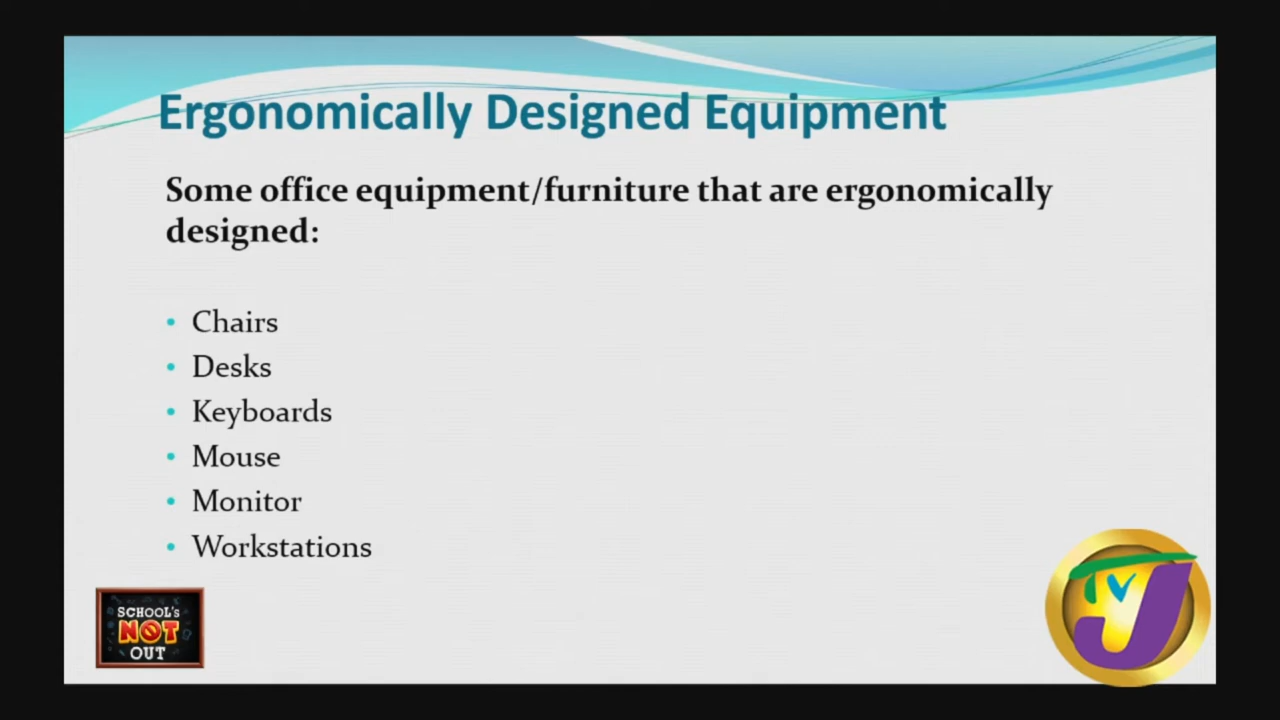 Ergonomically Designed Equipment
Some office equipment/furniture that are ergonomically
designed:
• Chairs
• Desks
• Keyboards
• Mouse
• Monitor
• Workstations
SCHOOL's
NOT
OUT
TVJ